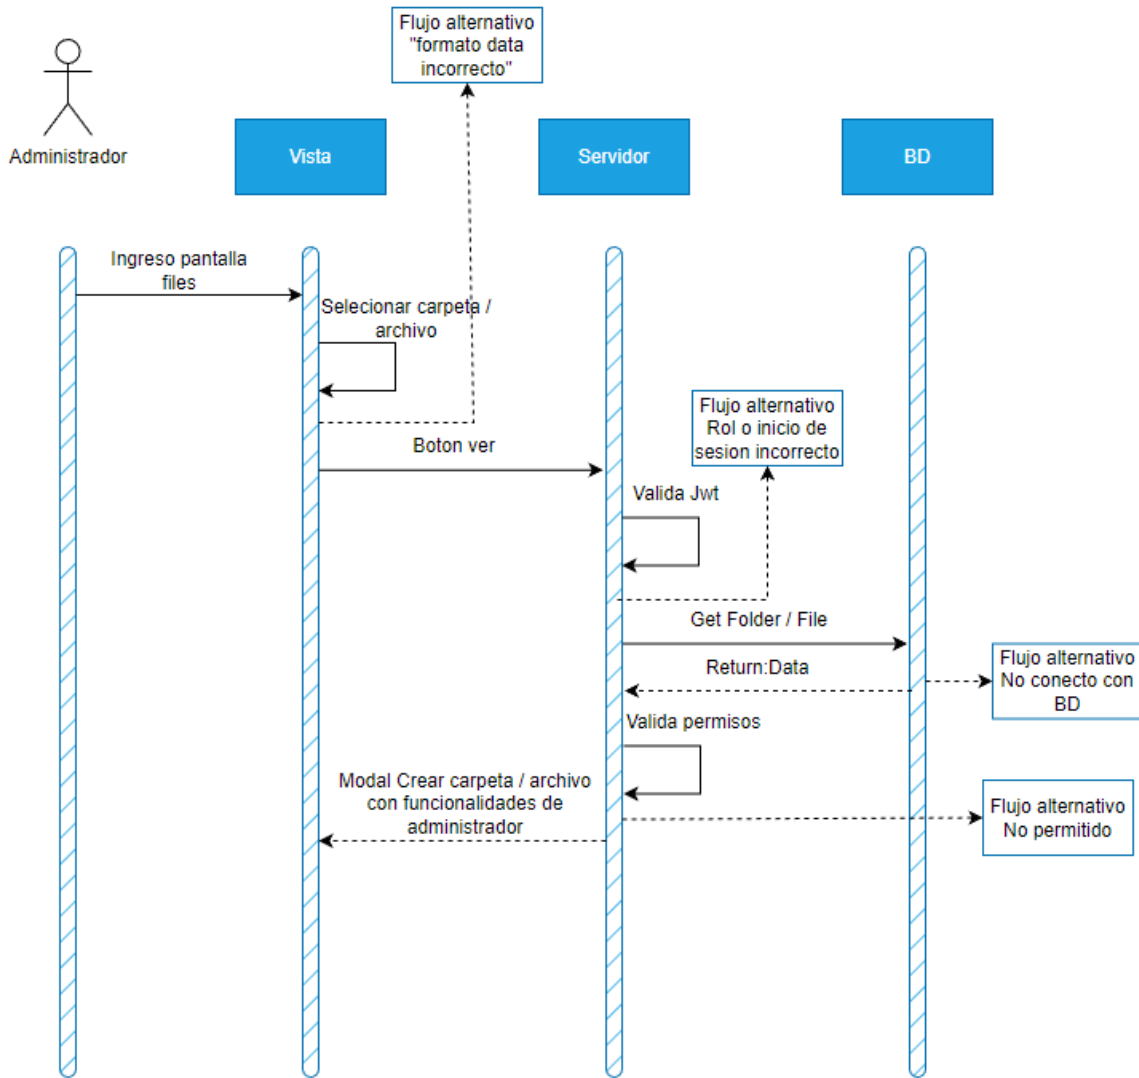 Flujo alternativo
"formato data
incorrecto"
Administrador
Vista
Servidor
BD
Ingreso pantalla
files
Selecionar carpeta /
archivo
Flujo alternativo
Rol o inicio de
sesion incorrecto
Boton ver
Valida Jwt
Get Folder / File
Return:Data
Flujo alternativo
No conecto con
BD
Valida permisos
Modal Crear carpeta / archivo
con funcionalidades de
administrador
Flujo alternativo
No permitido